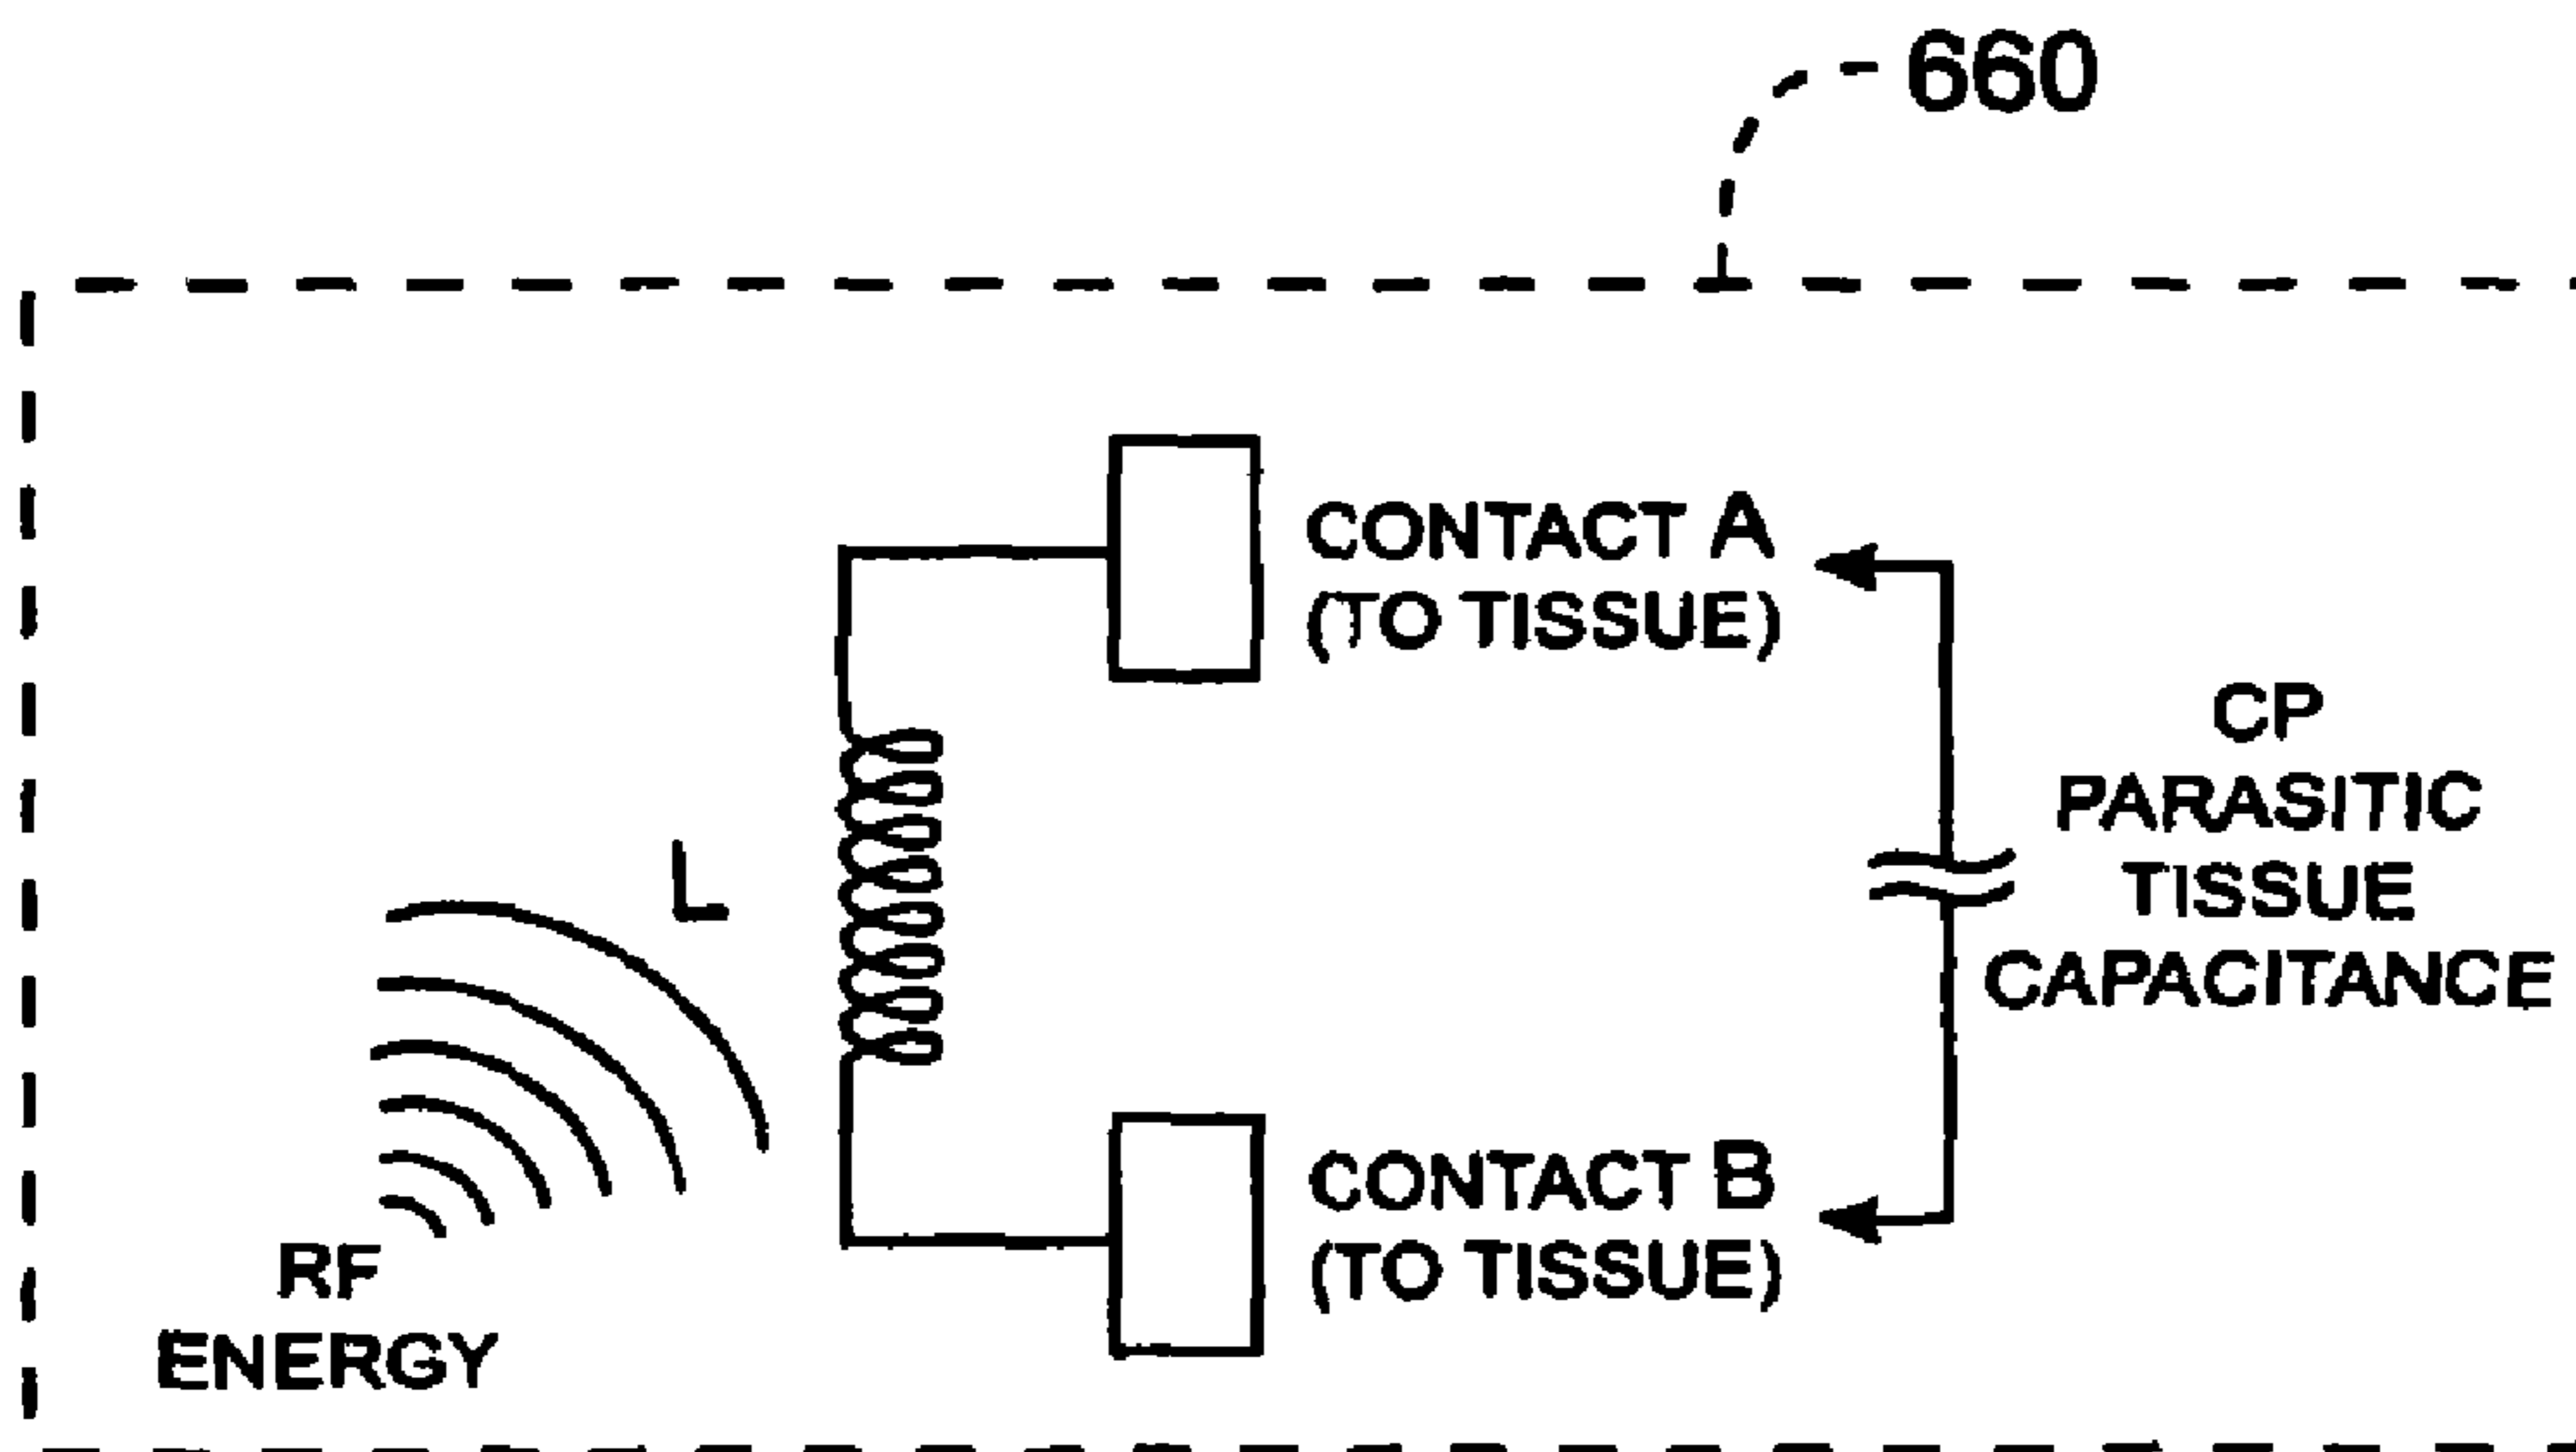 660
CONTACT A
(TO TISSUE)
CP
PARASITIC
TISSUE
CAPACITANCE
L
CONTACT B
(TO TISSUE)
RF
ENERGY